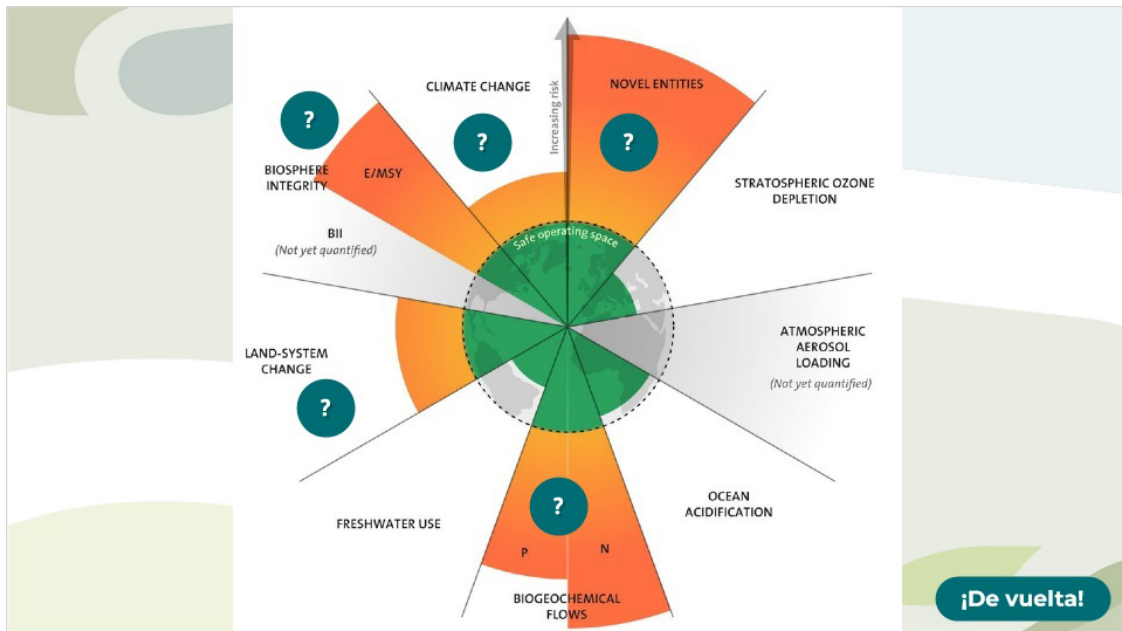 CLIMATE CHANGE
?
Increasing risk
NOVEL ENTITIES
?
?
BIOSPHERE
INTEGRITY
E/MSY
BII
(Not yet quantified)
STRATOSPHERIC OZONE
DEPLETION
Safe operating space
ATMOSPHERIC
AEROSOL
LOADING
(Not yet quantified)
LAND-SYSTEM
CHANGE
?
FRESHWATER USE
?
P
N
BIOGEOCHEMICAL
FLOWS
OCEAN
ACIDIFICATION
¡De vuelta!